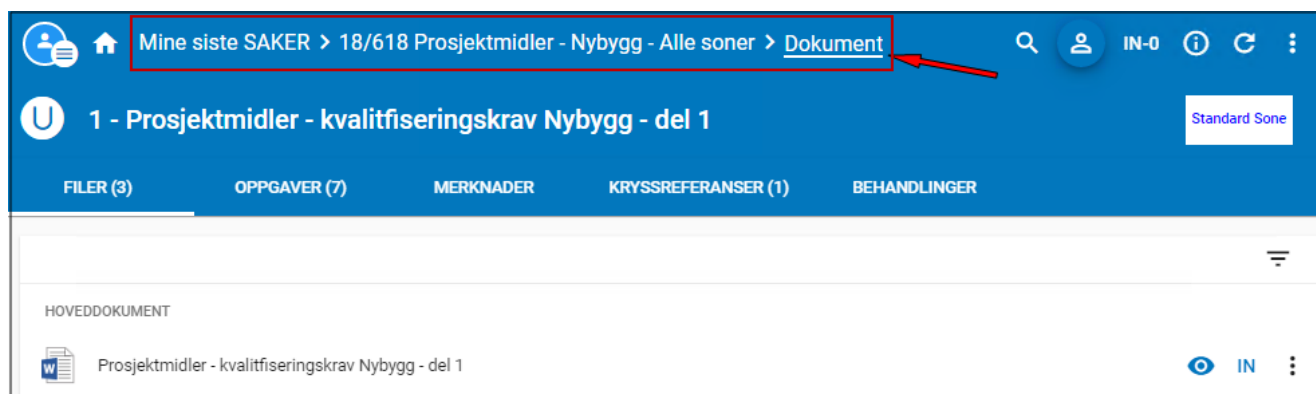 Mine siste SAKER > 18/618 Prosjektmidler - Nybygg - Alle soner > Dokument IN-0
U 1 - Prosjektmidler - kvalitfiseringskrav Nybygg - del 1 Standard Sone
FILER (3) OPPGAVER (7) MERKNADER KRYSSREFERANSER (1) BEHANDLINGER
HOVEDDOKUMENT
W Prosjektmidler - kvalitfiseringskrav Nybygg - del 1 IN